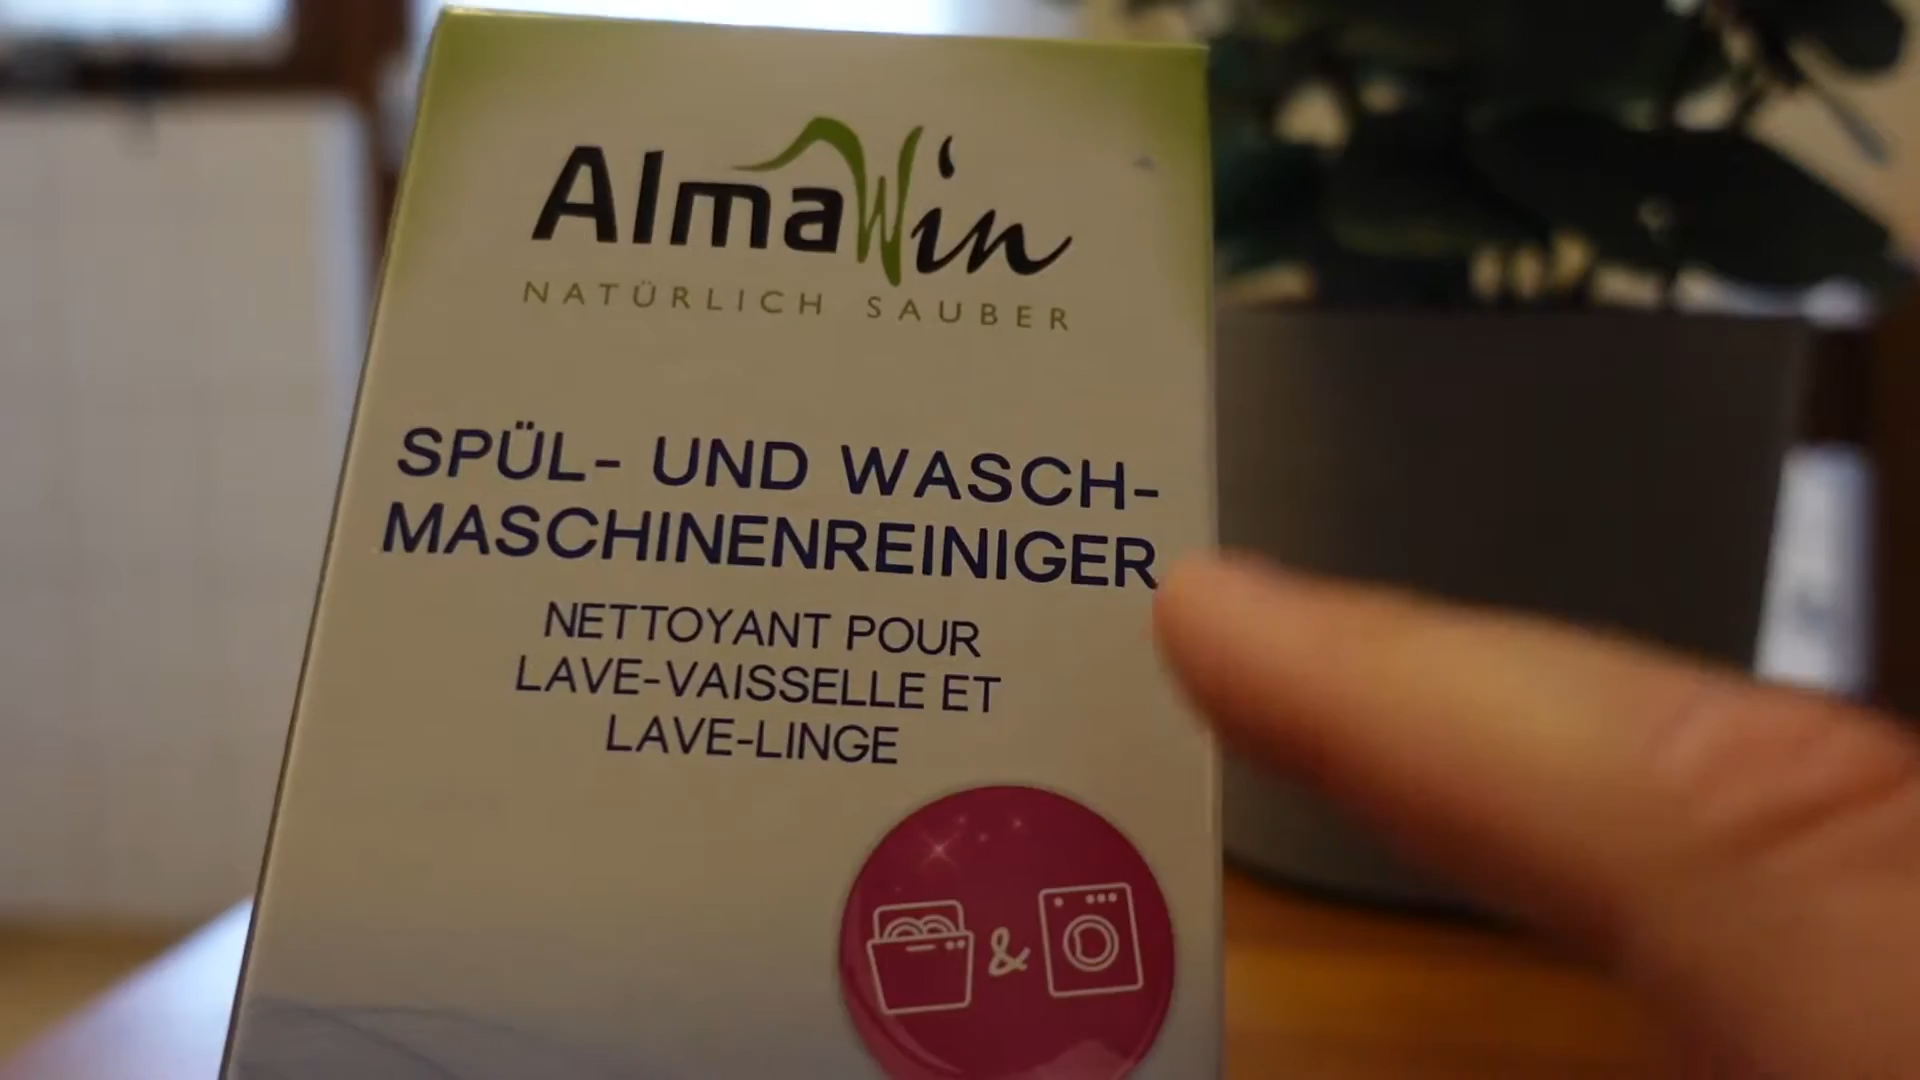 AlmaWin
NATÜRLICH SAUBER
SPÜL- UND WASCH-
MASCHINENREINIGER
NETTOYANT POUR
LAVE-VAISSELLE ET
LAVE-LINGE
&